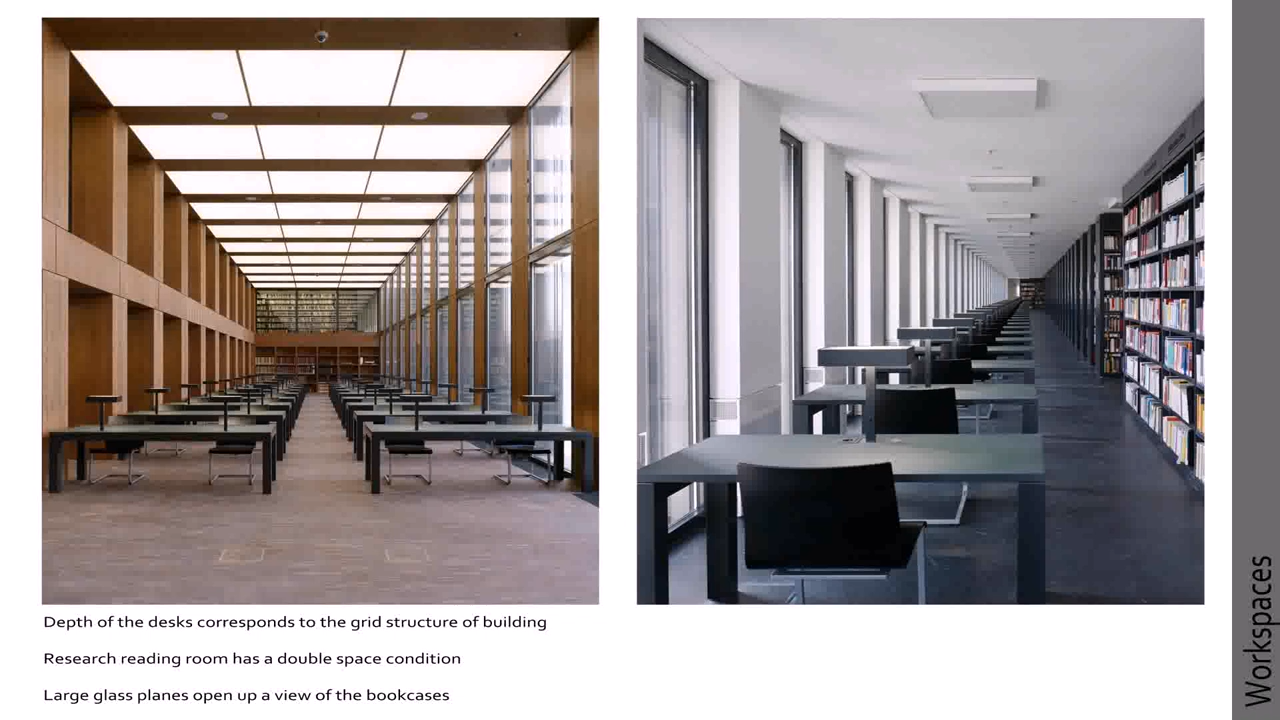 Depth of the desks corresponds to the grid structure of building
Research reading room has a double space condition
Large glass planes open up a view of the bookcases
Workspaces